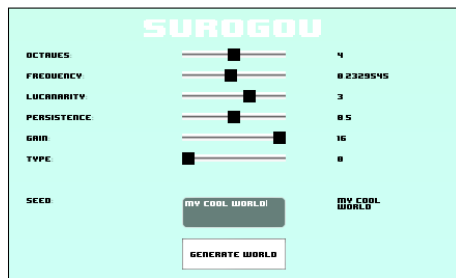 SUROGOU
OCTAVES: 4
FREQUENCY: 0.2329545
LUCANARITY: 3
PERSISTENCE: 0.5
GAIN: 16
TYPE: 0
SEED: MY COOL WORLD MY COOL
WORLD
GENERATE WORLD